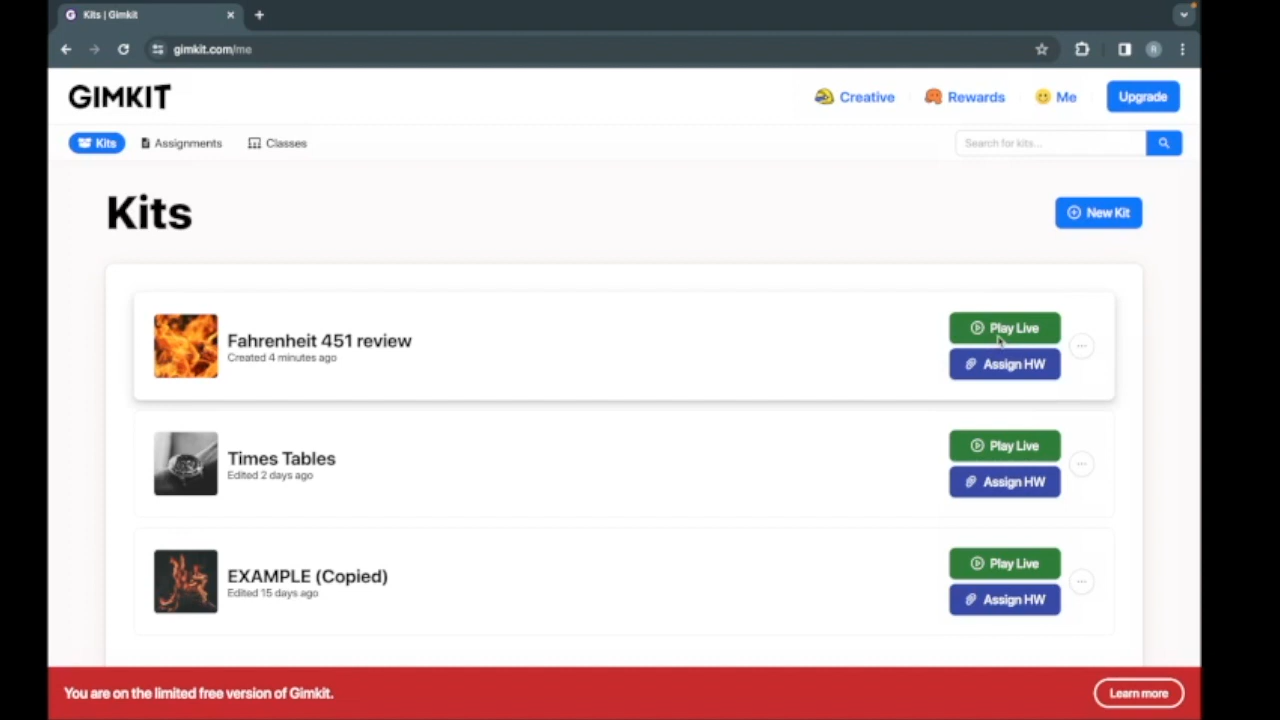 Kits | Gimkit
gimkit.com/me
R
GIMKIT
Creative
Rewards
Me
Upgrade
Kits
Assignments
Classes
Search for kits...
Kits
New Kit
Fahrenheit 451 review
Created 4 minutes ago
Play Live
Assign HW
Times Tables
Edited 2 days ago
Play Live
Assign HW
EXAMPLE (Copied)
Edited 15 days ago
Play Live
Assign HW
You are on the limited free version of Gimkit.
Learn more